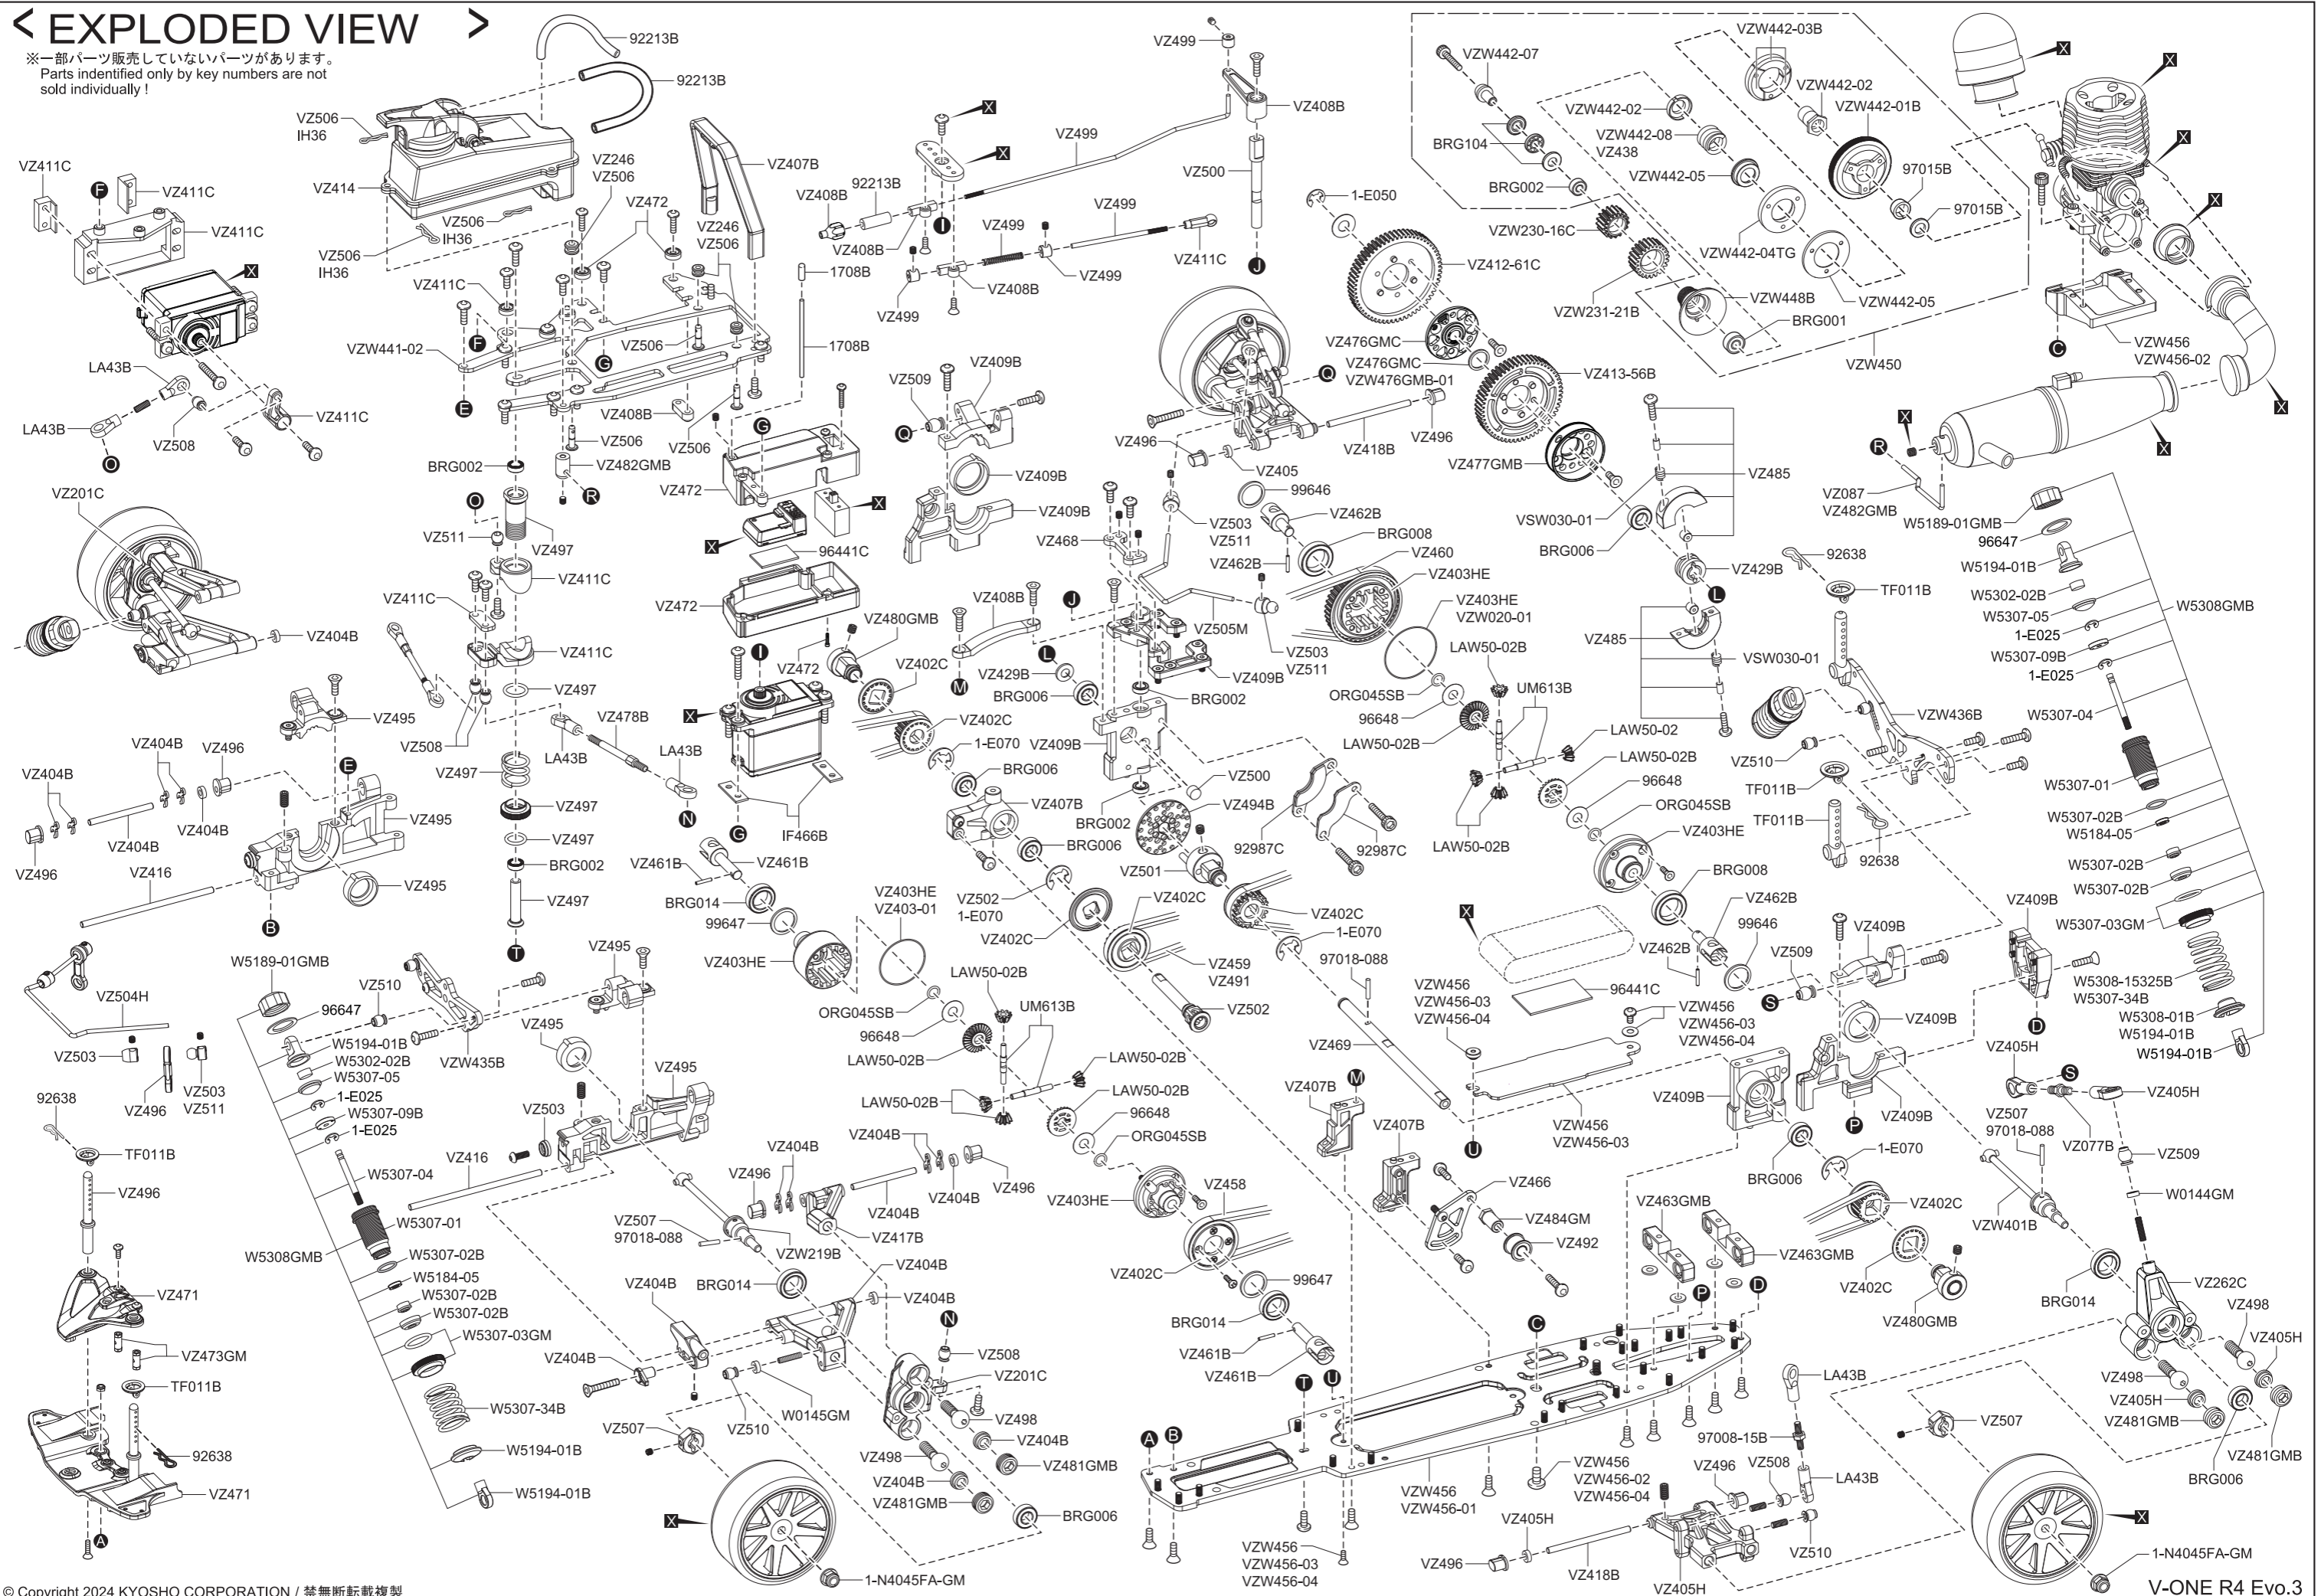 < EXPLODED VIEW >
※一部パーツ販売していないパーツがあります。
Parts indentified only by key numbers are not
sold individually !
92213B
92213B
VZ506
IH36
VZ411C
F
VZ411C
VZ414
VZ246
VZ506
VZ407B
VZ411C
VZ506
IH36
VZ472
VZ506
IH36
VZ246
VZ506
X
VZ411C
1708B
VZW441-02
F
G
VZ506
1708B
LA43B
VZ411C
E
VZ408B
LA43B
VZ508
VZ506
VZ506
G
O
BRG002
VZ482GMB
R
VZ472
VZ499
X
VZ408B
VZ499
X
VZ500
VZ408B
92213B
I
VZ408B
VZ499
VZ499
VZ499
VZ408B
VZ499
VZ411C
J
VZ509
VZ409B
Q
VZ409B
VZ409B
Q
VZ496
VZ405
VZ418B
VZ496
1-E050
VZW442-07
BRG104
BRG002
VZW230-16C
VZ412-61C
VZW231-21B
VZ476GMC
VZ476GMC
VZW476GMB-01
VZ413-56B
VZ477GMB
VZW442-03B
VZW442-02
VZW442-02
VZW442-01B
VZW442-08
VZ438
VZW442-05
97015B
97015B
VZW442-04TG
VZW442-05
VZW448B
BRG001
VZW450
X
X
X
X
C
VZW456
VZW456-02
X
X
X
R
VZ087
VZ482GMB
VZ485
VSW030-01
BRG006
VZ429B
L
VZ485
VSW030-01
92638
TF011B
W5189-01GMB
96647
W5194-01B
W5302-02B
W5307-05
1-E025
W5308GMB
W5307-09B
1-E025
W5307-04
W5307-01
W5307-02B
W5184-05
W5307-02B
W5307-02B
W5307-03GM
W5308-15325B
W5307-34B
W5308-01B
W5194-01B
W5194-01B
VZW436B
VZ510
TF011B
TF011B
92638
VZ201C
O
VZ511
VZ497
VZ411C
VZ411C
VZ411C
VZ404B
VZ497
VZ508
VZ495
VZ404B
VZ496
VZ404B
VZ404B
VZ496
E
VZ495
VZ416
VZ495
B
VZ497
VZ497
VZ497
BRG002
VZ497
T
VZ478B
LA43B
LA43B
N
X
96441C
VZ472
VZ472
VZ480GMB
I
VZ402C
X
VZ402C
1-E070
IF466B
G
BRG006
VZ461B
VZ461B
BRG014
99647
VZ403HE
VZ403HE
VZ403-01
VZ468
VZ503
VZ511
99646
VZ462B
VZ462B
BRG008
VZ460
VZ403HE
VZ403HE
VZW020-01
VZ408B
J
VZ505M
VZ503
VZ511
M
L
VZ429B
BRG006
VZ409B
BRG002
VZ409B
LAW50-02B
ORG045SB
UM613B
96648
LAW50-02B
LAW50-02
LAW50-02B
LAW50-02B
96648
ORG045SB
VZ403HE
VZ500
BRG002
VZ494B
VZ407B
BRG006
VZ501
92987C
92987C
VZ502
1-E070
VZ402C
VZ402C
VZ402C
1-E070
VZ459
VZ491
VZ502
97018-088
VZ469
BRG008
VZ462B
VZ462B
99646
X
96441C
VZW456
VZW456-03
VZW456-04
VZW456
VZW456-03
VZW456-04
VZW456
VZW456-03
U
VZ509
S
VZ409B
VZ409B
D
VZ409B
VZ409B
VZ409B
P
BRG006
1-E070
VZ402C
VZ402C
VZ480GMB
VZ405H
S
VZ405H
VZ077B
VZ507
97018-088
VZ509
W0144GM
VZW401B
BRG014
VZ262C
VZ498
VZ405H
VZ498
VZ405H
VZ481GMB
VZ481GMB
BRG006
VZ504H
VZ503
VZ496
VZ503
VZ511
W5189-01GMB
VZ510
96647
W5194-01B
W5302-02B
VZW435B
W5307-05
1-E025
W5307-09B
1-E025
W5307-04
W5307-01
W5308GMB
W5307-02B
W5184-05
W5307-02B
W5307-02B
W5307-03GM
W5307-34B
W5194-01B
W5194-01B
92638
TF011B
VZ496
VZ471
VZ473GM
TF011B
92638
VZ471
A
VZ495
VZ495
VZ495
VZ503
VZ416
VZ496
VZ404B
VZ507
97018-088
VZ417B
VZW219B
BRG014
VZ404B
VZ404B
VZ496
VZ404B
VZ404B
VZ404B
VZ404B
VZ404B
N
VZ508
VZ201C
VZ510
W0145GM
VZ498
VZ404B
VZ498
VZ404B
VZ481GMB
VZ481GMB
BRG006
VZ507
X
1-N4045FA-GM
ORG045SB
96648
LAW50-02B
LAW50-02B
UM613B
LAW50-02B
LAW50-02B
LAW50-02B
96648
ORG045SB
VZ403HE
VZ458
VZ402C
99647
BRG014
VZ461B
VZ461B
M
VZ407B
VZ407B
VZ466
VZ484GM
VZ492
VZ463GMB
VZ463GMB
P
D
C
T
U
A
B
VZW456
VZW456-01
VZW456
VZW456-02
VZW456-04
VZW456
VZW456-03
VZW456-04
LA43B
97008-15B
VZ496
VZ508
LA43B
VZ405H
VZ496
VZ418B
VZ405H
VZ510
VZ507
X
1-N4045FA-GM
© Copyright 2024 KYOSHO CORPORATION / 禁無断転載複製
V-ONE R4 Evo.3